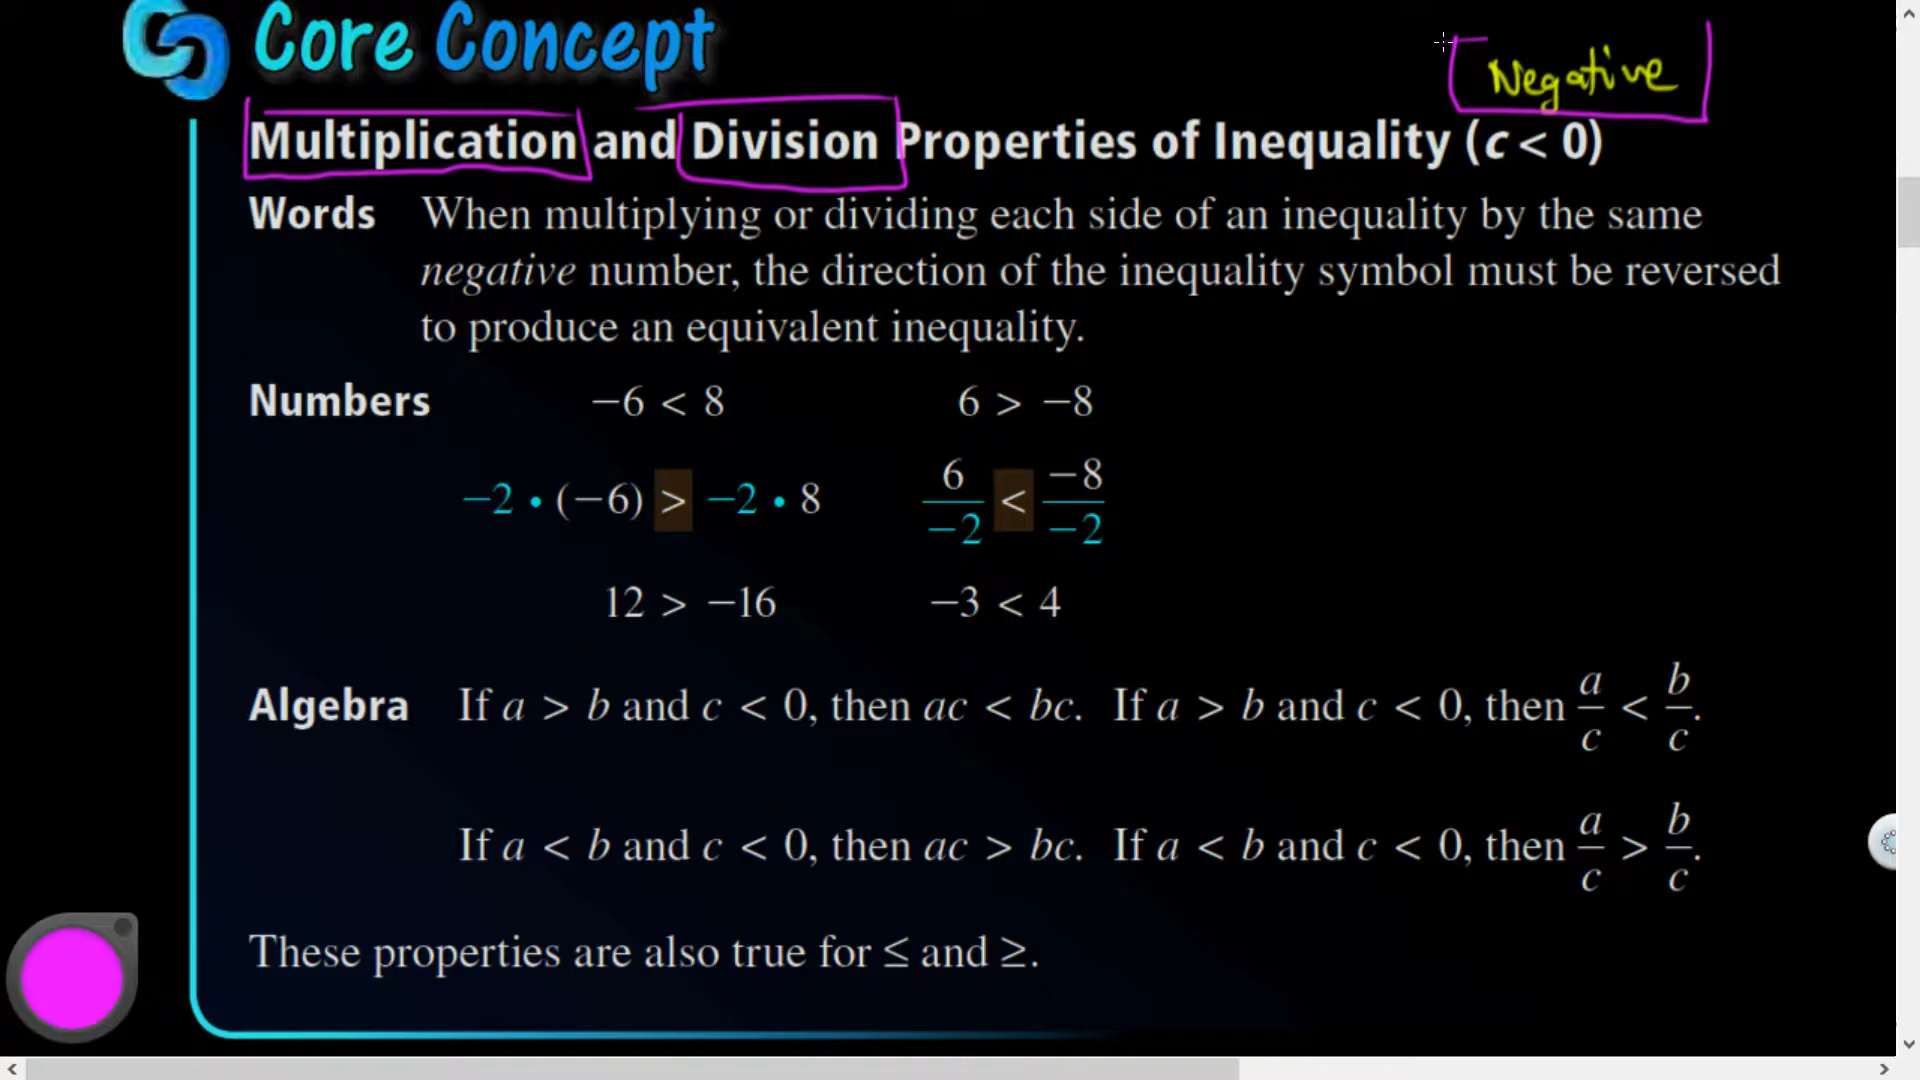 Core Concept
Negative
Multiplication and Division Properties of Inequality (c < 0)
Words When multiplying or dividing each side of an inequality by the same
negative number, the direction of the inequality symbol must be reversed
to produce an equivalent inequality.
Numbers −6 < 8 6 > −8
−2 • (−6) > −2 • 8 6/−2 < −8/−2
12 > −16 −3 < 4
Algebra If a > b and c < 0, then ac < bc. If a > b and c < 0, then a/c < b/c.
If a < b and c < 0, then ac > bc. If a < b and c < 0, then a/c > b/c.
These properties are also true for ≤ and ≥.